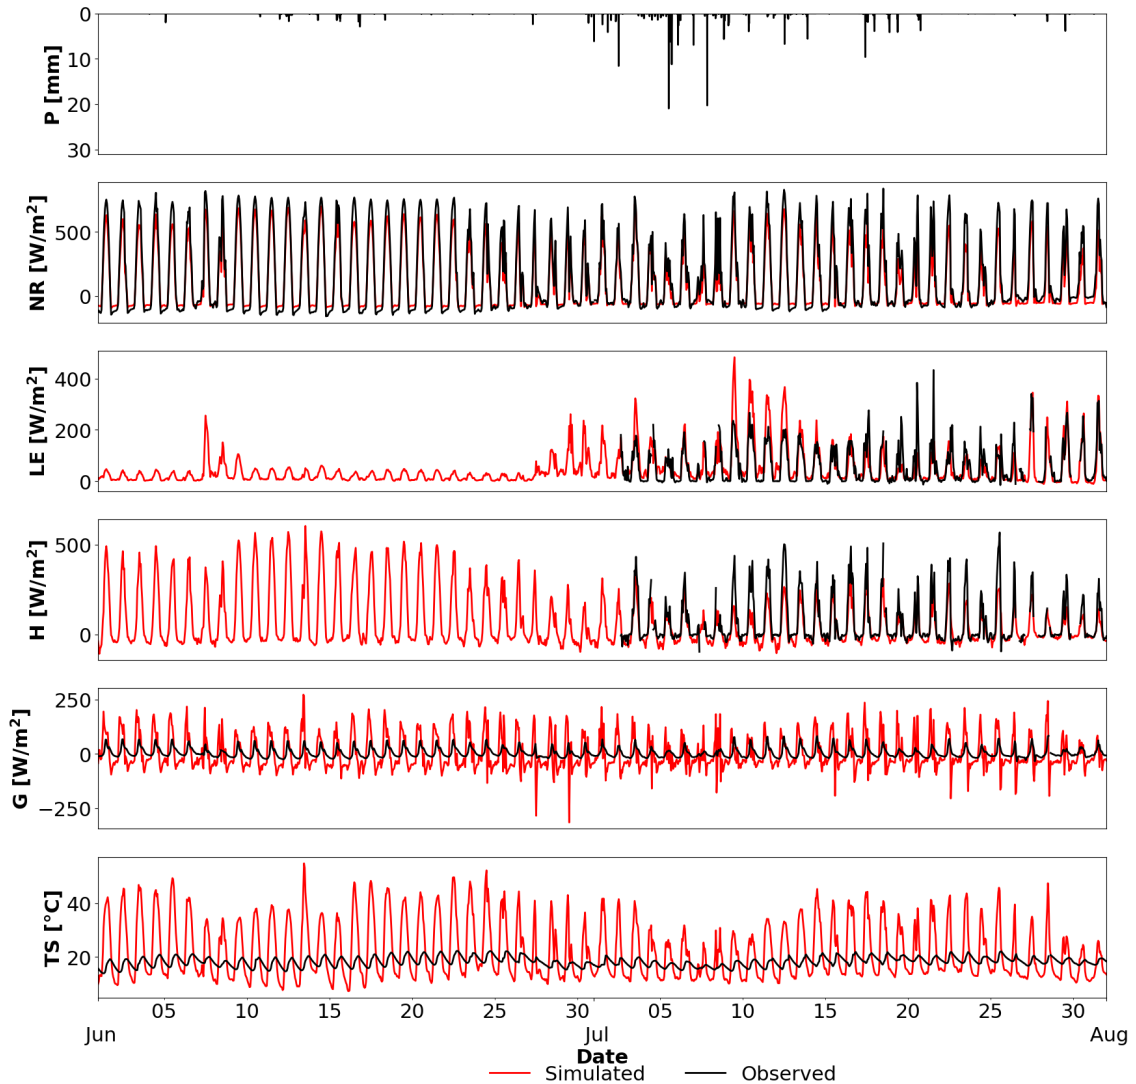 0
10
20
30
P [mm]
500
0
NR [W/m²]
400
200
0
LE [W/m²]
500
0
H [W/m²]
250
0
−250
G [W/m²]
40
20
TS [°C]
05 10 15 20 25 30 05 10 15 20 25 30
Jun Jul Aug
Date
Simulated Observed